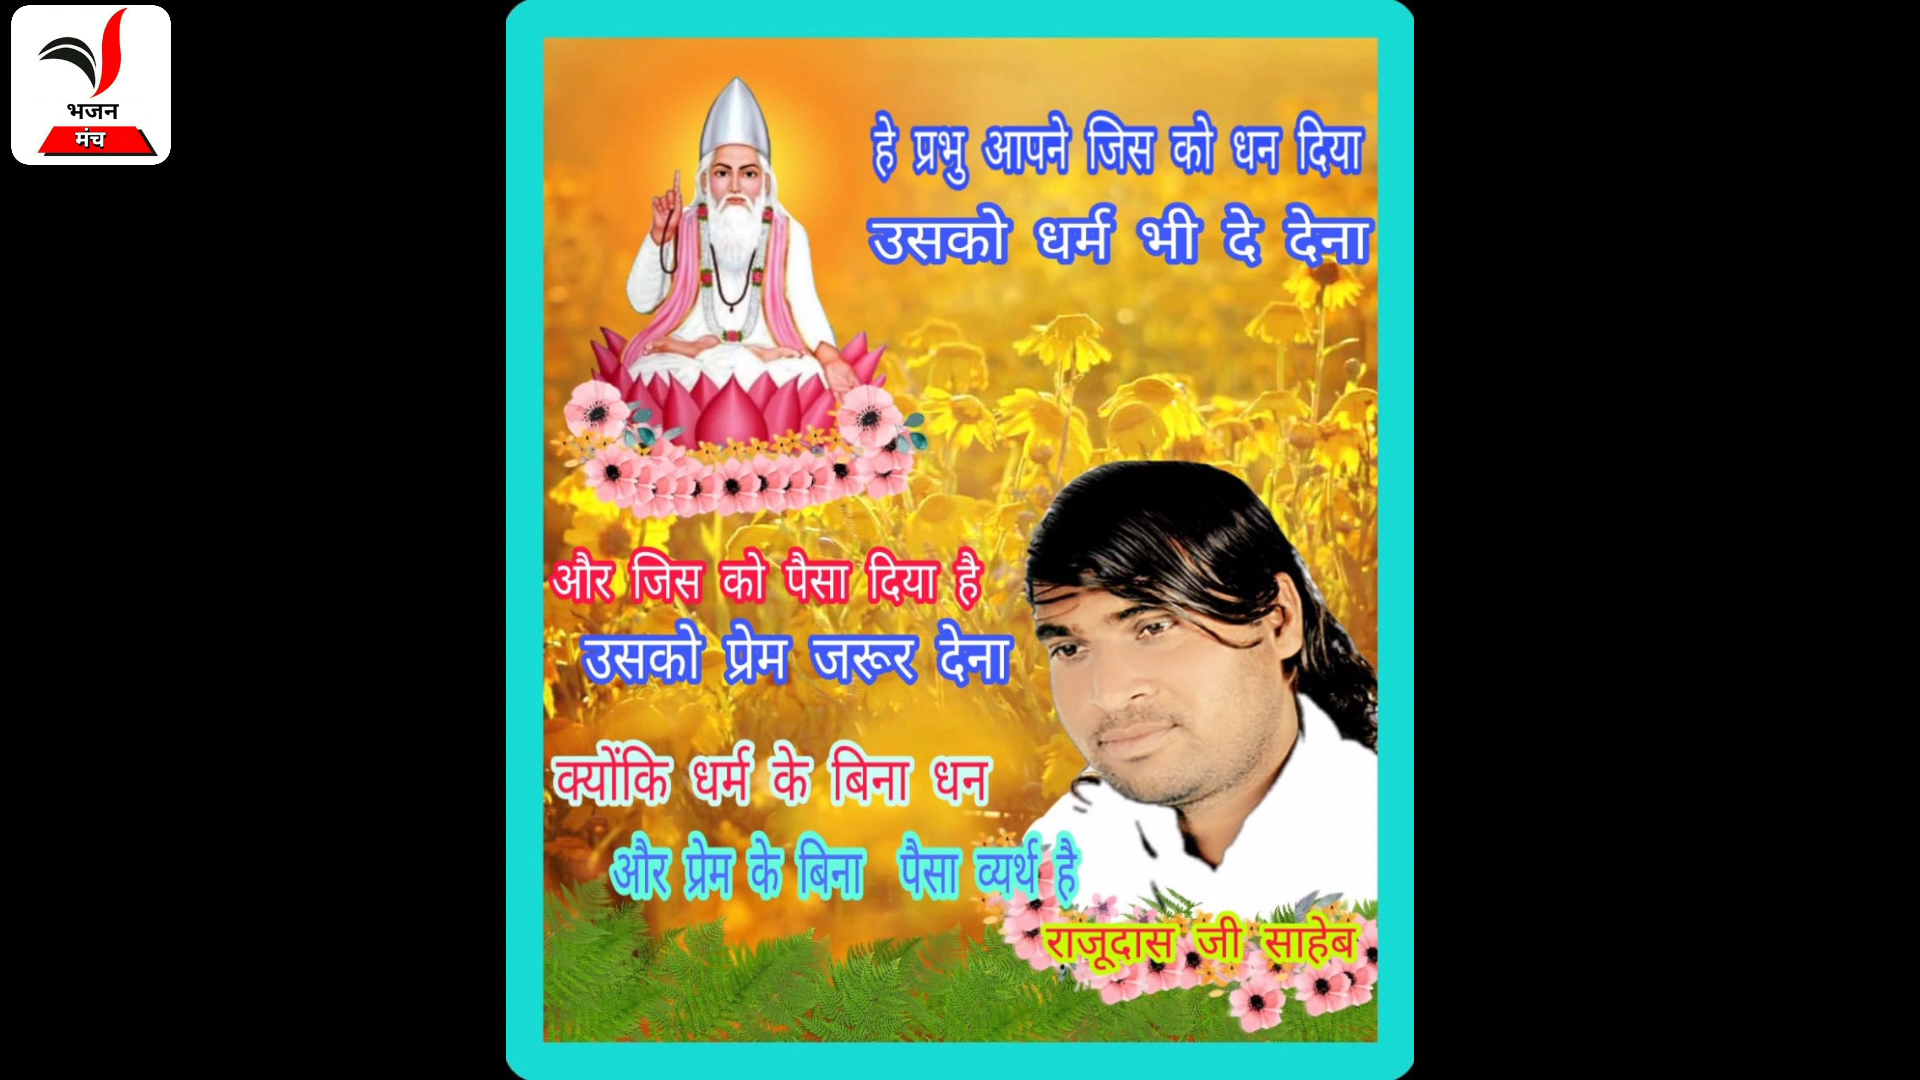 भजन
मंच
हे प्रभु आपने जिस को धन दिया
उसको धर्म भी दे देना
और जिस को पैसा दिया है
उसको प्रेम जरूर देना
क्योंकि धर्म के बिना धन
और प्रेम के बिना पैसा व्यर्थ है
राजूदास जी साहेब